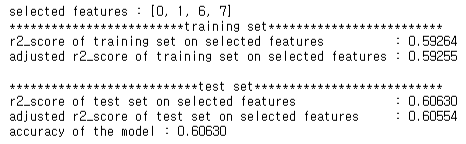 selected features : [0, 1, 6, 7]
*************************training set*************************
r2_score of training set on selected features : 0.59264
adjusted r2_score of training set on selected features : 0.59255
***************************test set***************************
r2_score of test set on selected features : 0.60630
adjusted r2_score of test set on selected features : 0.60554
accuracy of the model : 0.60630